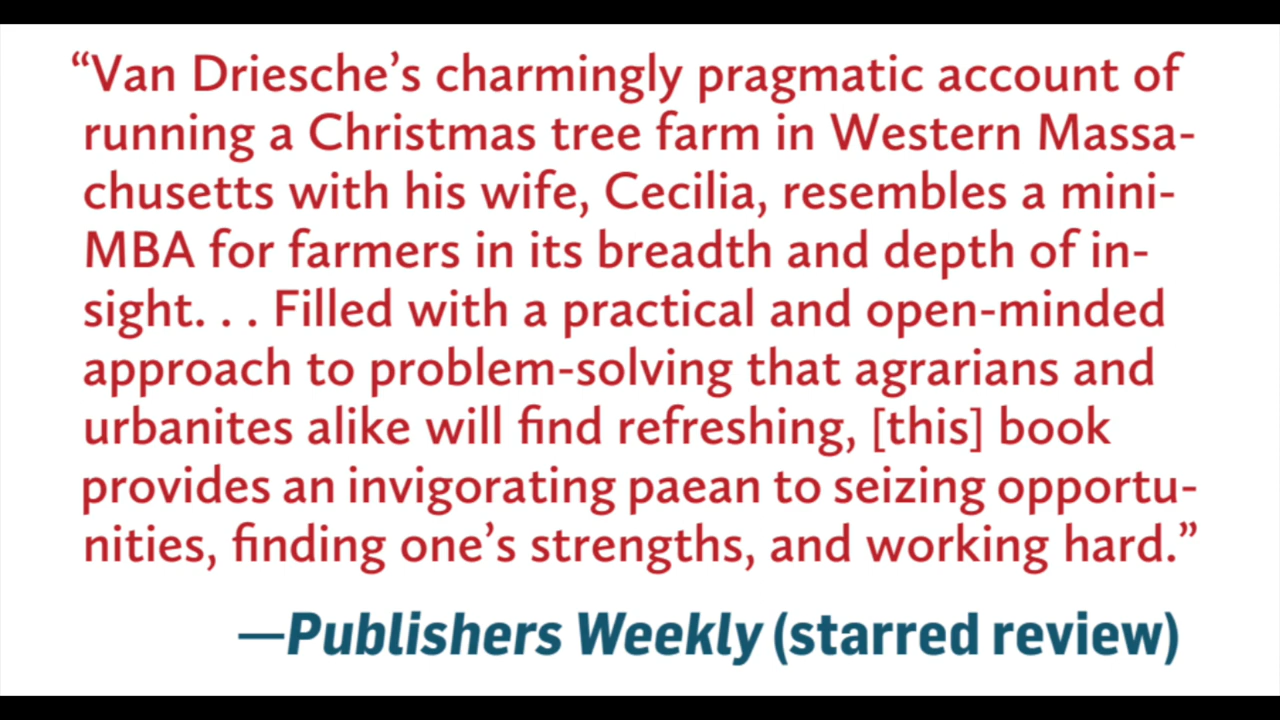 “Van Driesche’s charmingly pragmatic account of
running a Christmas tree farm in Western Massa-
chusetts with his wife, Cecilia, resembles a mini-
MBA for farmers in its breadth and depth of in-
sight. . . Filled with a practical and open-minded
approach to problem-solving that agrarians and
urbanites alike will find refreshing, [this] book
provides an invigorating paean to seizing opportu-
nities, finding one’s strengths, and working hard.”
—Publishers Weekly (starred review)